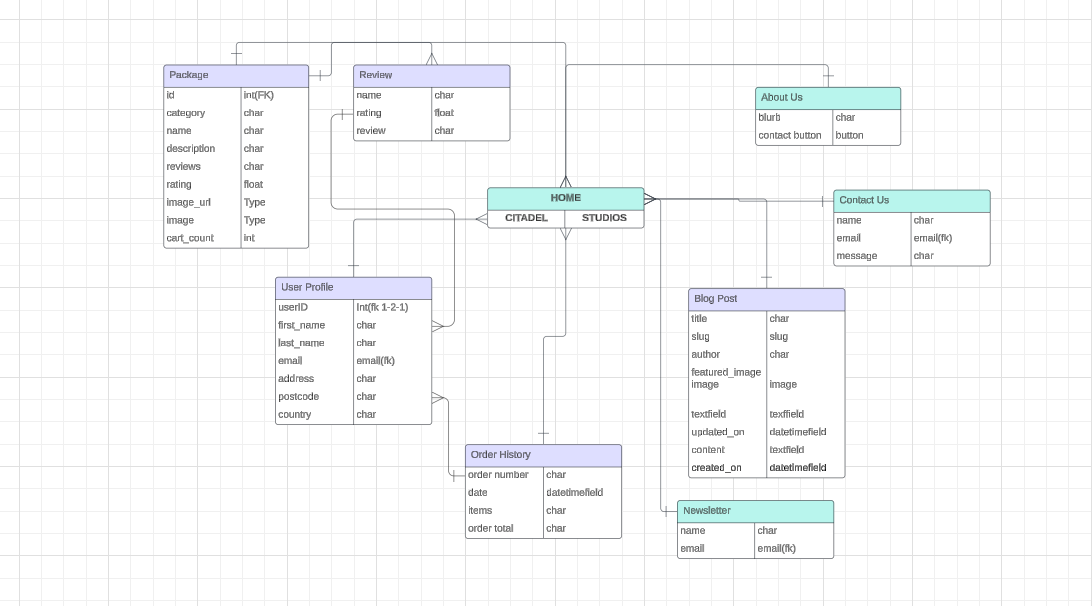 Package
id int(FK)
category char
name char
description char
reviews char
rating float
image_url Type
image Type
cart_count int
Review
name char
rating float
review char
About Us
blurb char
contact button button
HOME
CITADEL STUDIOS
Contact Us
name char
email email(fk)
message char
User Profile
userID Int(fk 1-2-1)
first_name char
last_name char
email email(fk)
address char
postcode char
country char
Blog Post
title char
slug slug
author char
featured_image
image image
textfield texffield
updated_on datetimefield
content textfield
created_on datetimefield
Order History
order number char
date datetimefield
items char
order total char
Newsletter
name char
email email(fk)